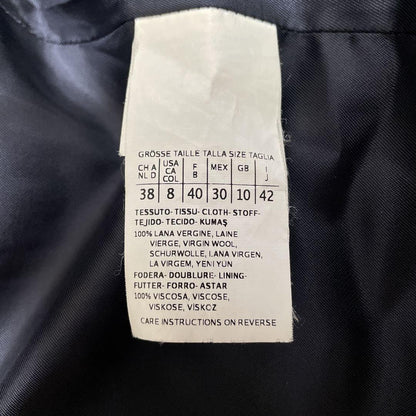 GRÖSSE TAILLE TALLA SIZE TAGLIA
CH A NL D USA CA COL F B MEX GB I J
38 8 40 30 10 42
TESSUTO- TISSU- CLOTH- STOFF-
TEJIDO- TECIDO- KUMAŞ
100% LANA VERGINE, LAINE
VIERGE, VIRGIN WOOL,
SCHURWOLLE, LANA VIRGEN,
LA VIRGEM, YENI YÜN
FODERA- DOUBLURE- LINING-
FUTTER- FORRO- ASTAR
100% VISCOSA, VISCOSE,
VISKOSE, VİSKOZ
CARE INSTRUCTIONS ON REVERSE